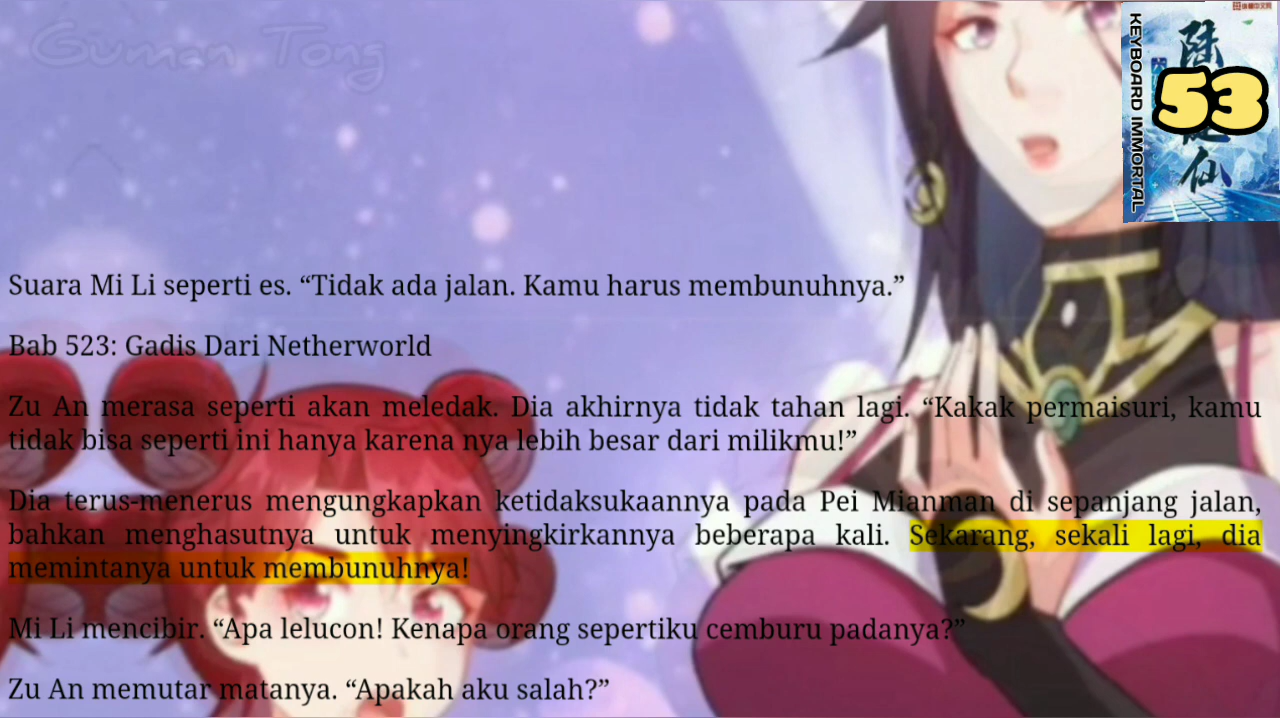 Guman Tong
KEYBOARD IMMORTAL
53
仙
Suara Mi Li seperti es. “Tidak ada jalan. Kamu harus membunuhnya.”
Bab 523: Gadis Dari Netherworld
Zu An merasa seperti akan meledak. Dia akhirnya tidak tahan lagi. “Kakak permaisuri, kamu
tidak bisa seperti ini hanya karena nya lebih besar dari milikmu!”
Dia terus-menerus mengungkapkan ketidaksukaannya pada Pei Mianman di sepanjang jalan,
bahkan menghasutnya untuk menyingkirkannya beberapa kali. Sekarang, sekali lagi, dia
memintanya untuk membunuhnya!
Mi Li mencibir. “Apa lelucon! Kenapa orang sepertiku cemburu padanya?”
Zu An memutar matanya. “Apakah aku salah?”